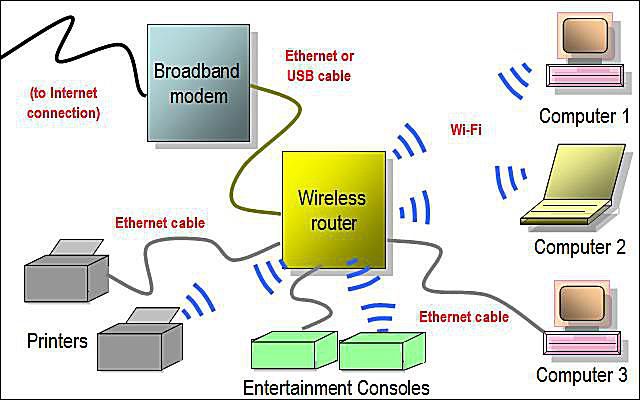 Ethernet or
USB cable
Broadband
modem
(to Internet
connection)
Computer 1
Wi-Fi
Wireless
router
Ethernet cable
Computer 2
Ethernet cable
Printers
Computer 3
Entertainment Consoles